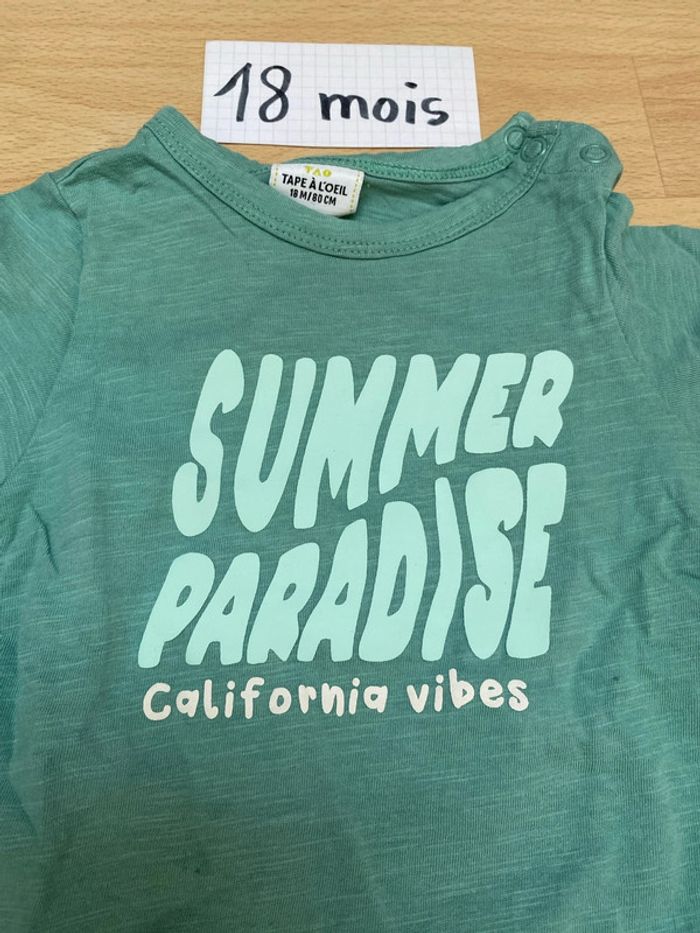 18 mois
TAO
TAPE À L'OEIL
18 M/80 CM
SUMMER
PARADISE
California vibes